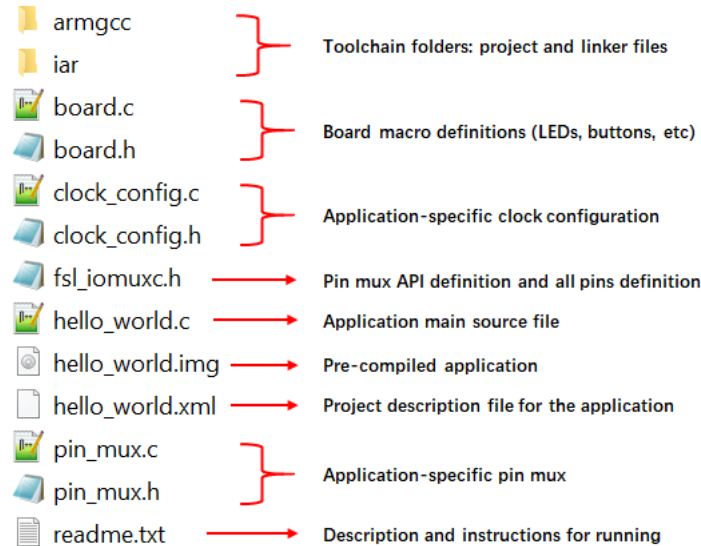 armgcc
iar
Toolchain folders: project and linker files
board.c
board.h
Board macro definitions (LEDs, buttons, etc)
clock_config.c
clock_config.h
Application-specific clock configuration
fsl_iomuxc.h
Pin mux API definition and all pins definition
hello_world.c
Application main source file
hello_world.img
Pre-compiled application
hello_world.xml
Project description file for the application
pin_mux.c
pin_mux.h
Application-specific pin mux
readme.txt
Description and instructions for running